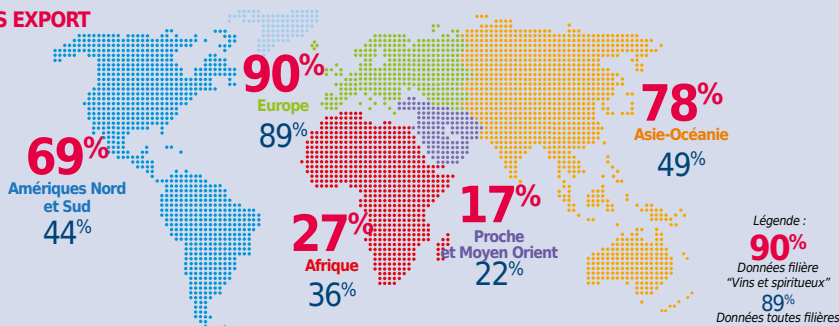 S EXPORT
90%
Europe
89%
78%
Asie-Océanie
49%
69%
Amériques Nord
et Sud
44%
27%
Afrique
36%
17%
Proche
et Moyen Orient
22%
Légende :
90%
Données filière
“Vins et spiritueux”
89%
Données toutes filières